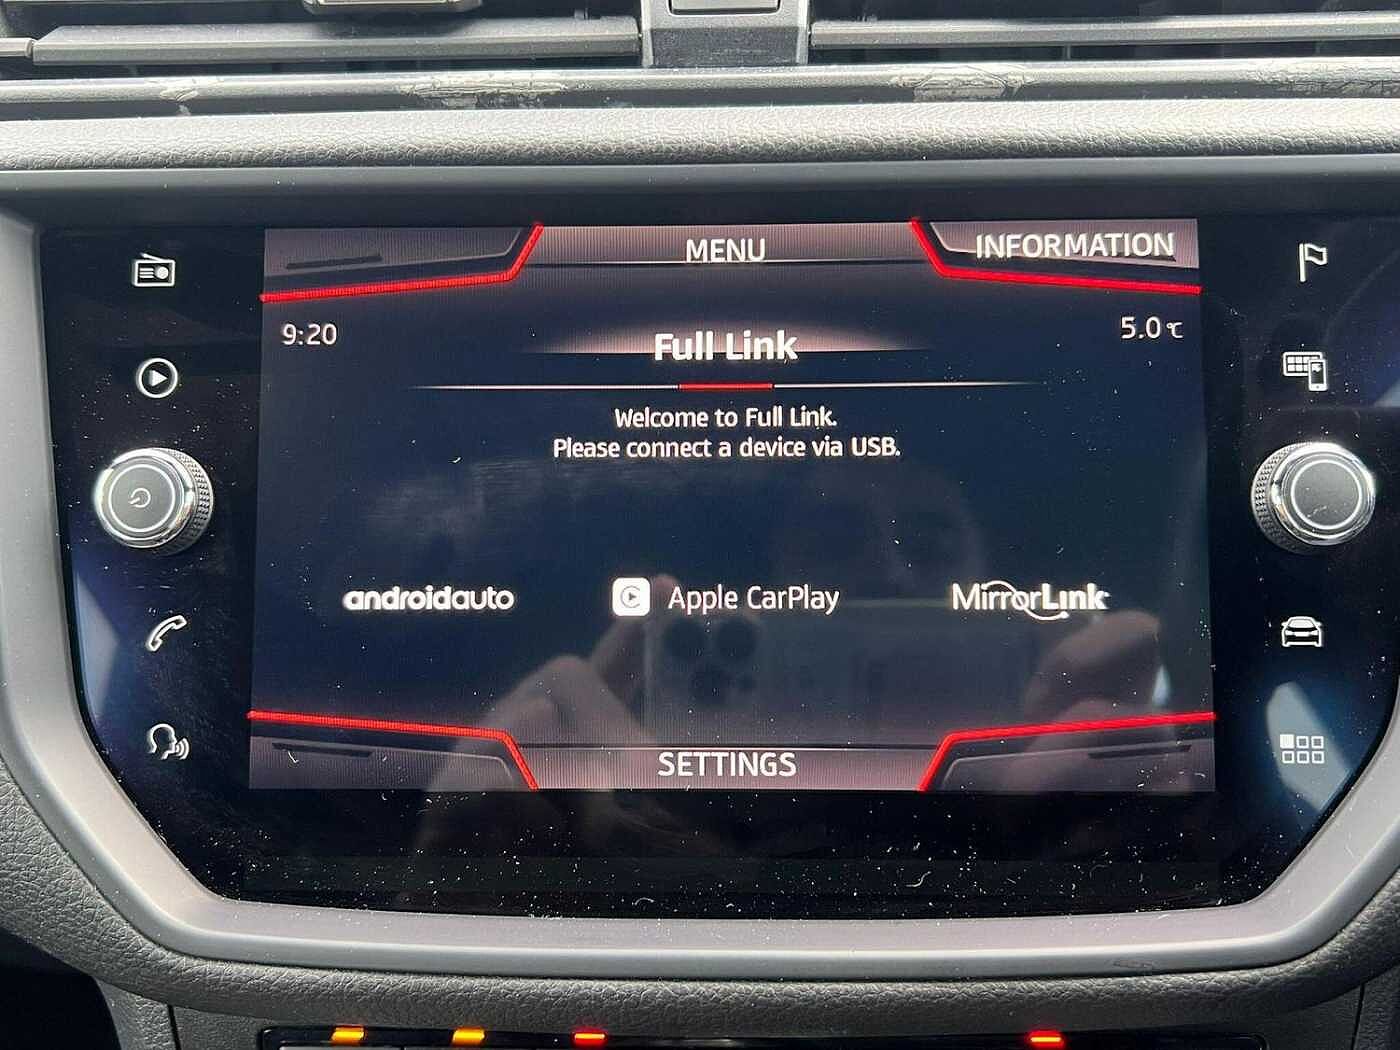 MENU
INFORMATION
9:20
Full Link
5.0 °C
Welcome to Full Link.
Please connect a device via USB.
androidauto
Apple CarPlay
MirrorLink
SETTINGS